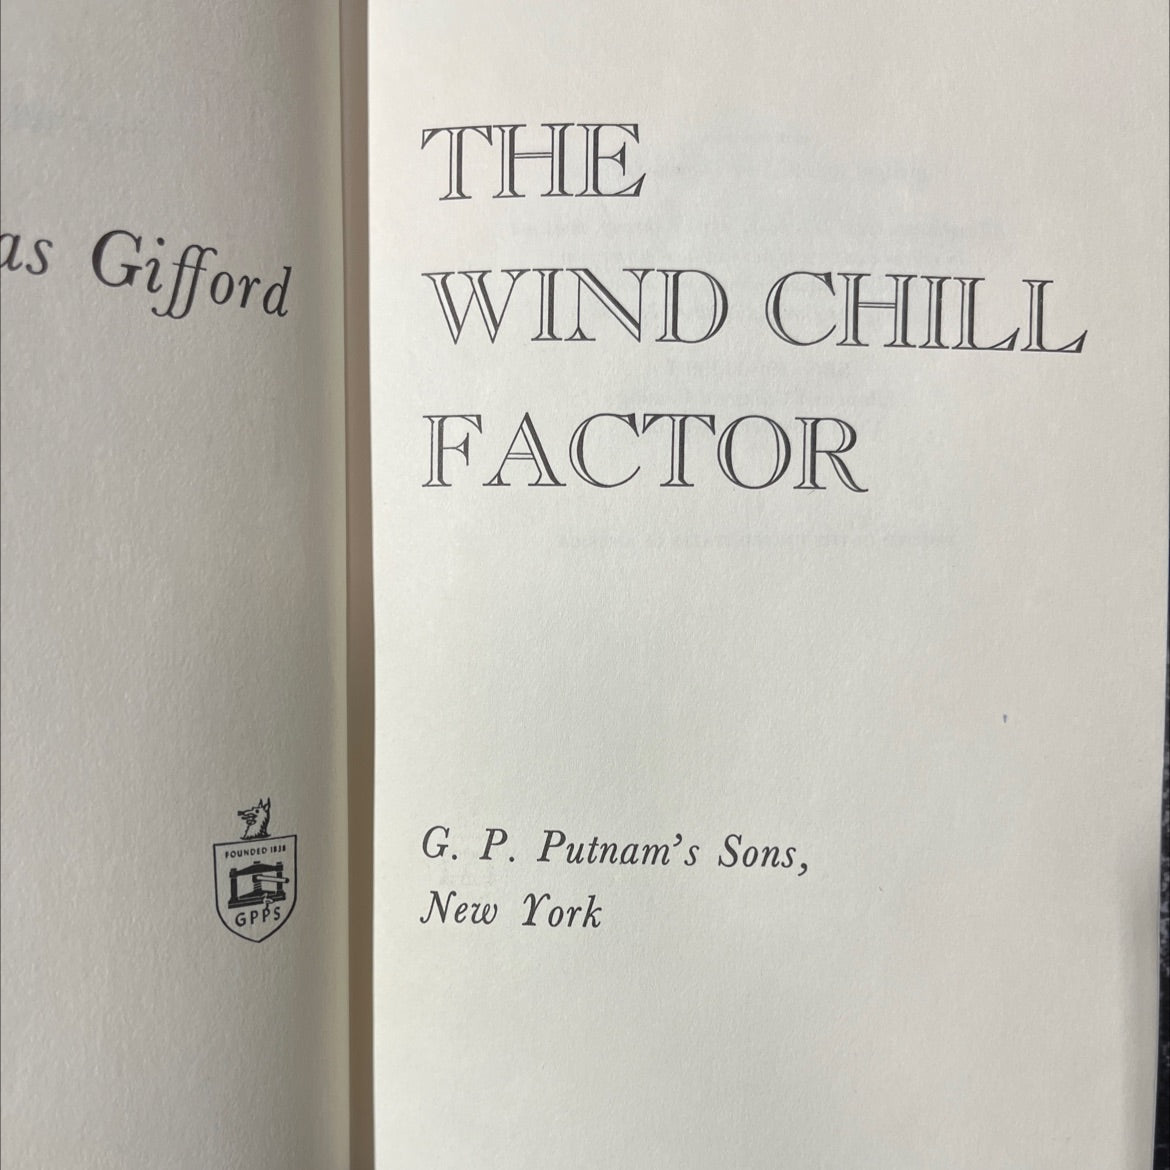 as Gifford
FOUNDED 1838
GPPS
THE
WIND CHILL
FACTOR
G. P. Putnam's Sons,
New York